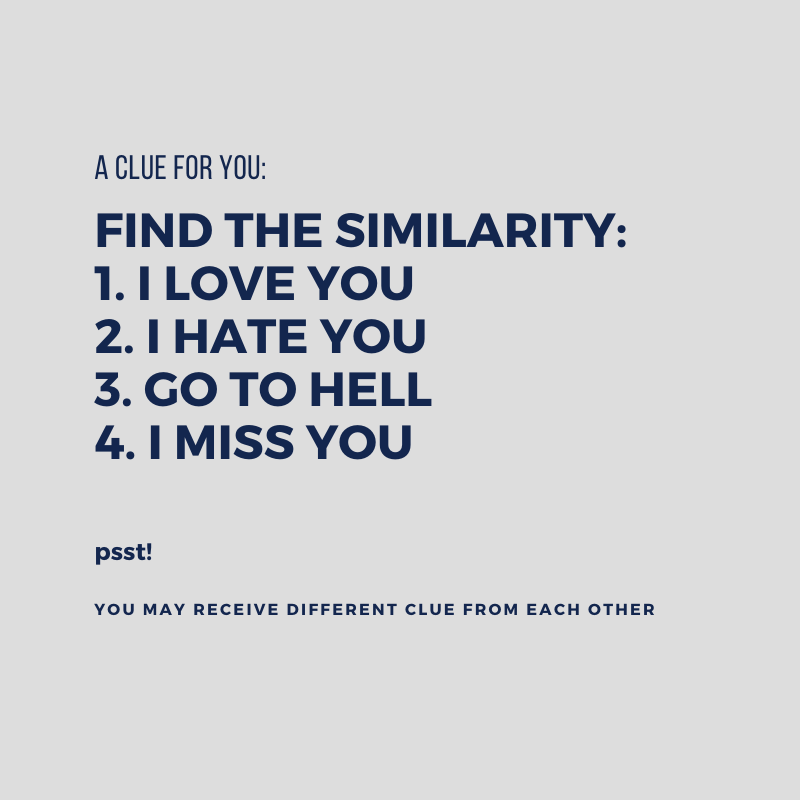 A CLUE FOR YOU:
FIND THE SIMILARITY:
1. I LOVE YOU
2. I HATE YOU
3. GO TO HELL
4. I MISS YOU
psst!
YOU MAY RECEIVE DIFFERENT CLUE FROM EACH OTHER